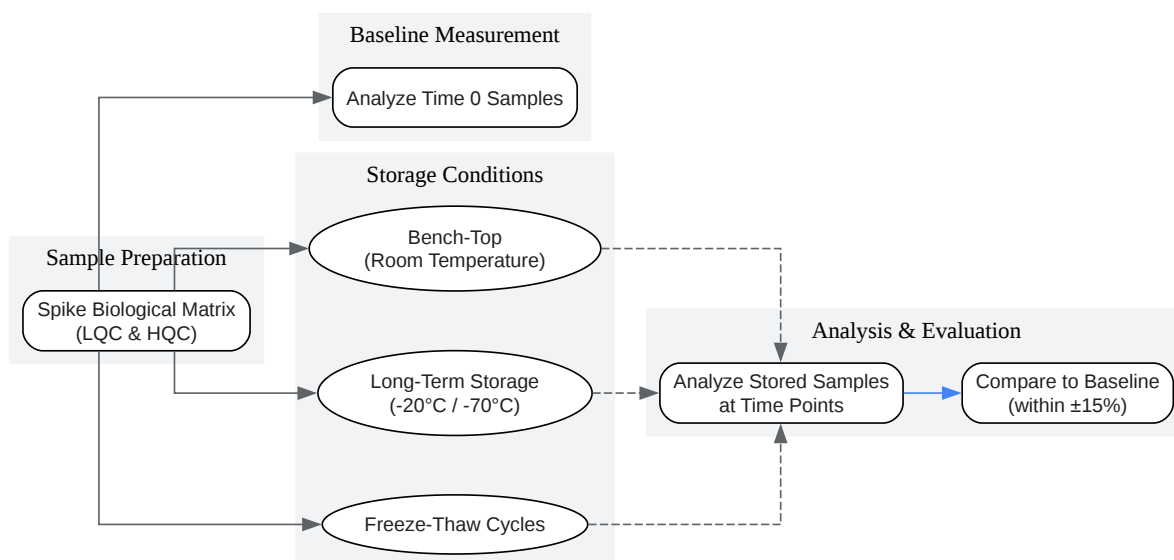 Baseline Measurement
Analyze Time 0 Samples
Storage Conditions
Bench-Top
(Room Temperature)
Sample Preparation
Spike Biological Matrix
(LQC & HQC)
Long-Term Storage
(-20°C / -70°C)
Freeze-Thaw Cycles
Analysis & Evaluation
Analyze Stored Samples
at Time Points
Compare to Baseline
(within ±15%)